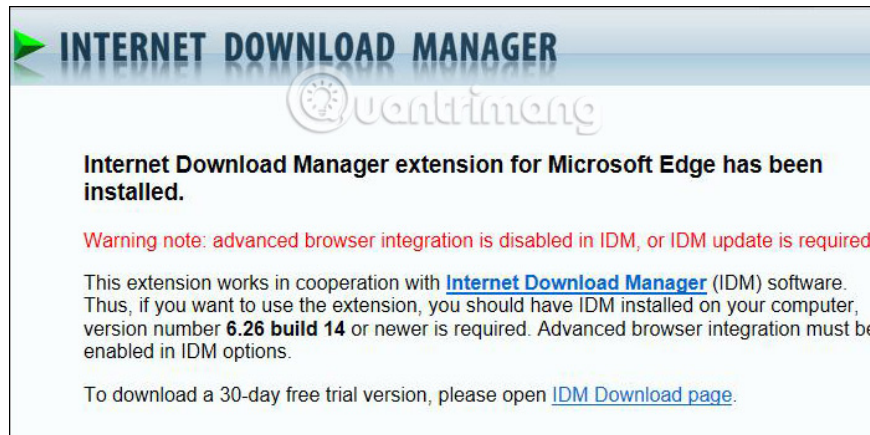 INTERNET DOWNLOAD MANAGER
Quantrimang
Internet Download Manager extension for Microsoft Edge has been
installed.
Warning note: advanced browser integration is disabled in IDM, or IDM update is required
This extension works in cooperation with Internet Download Manager (IDM) software.
Thus, if you want to use the extension, you should have IDM installed on your computer,
version number 6.26 build 14 or newer is required. Advanced browser integration must be
enabled in IDM options.
To download a 30-day free trial version, please open IDM Download page.